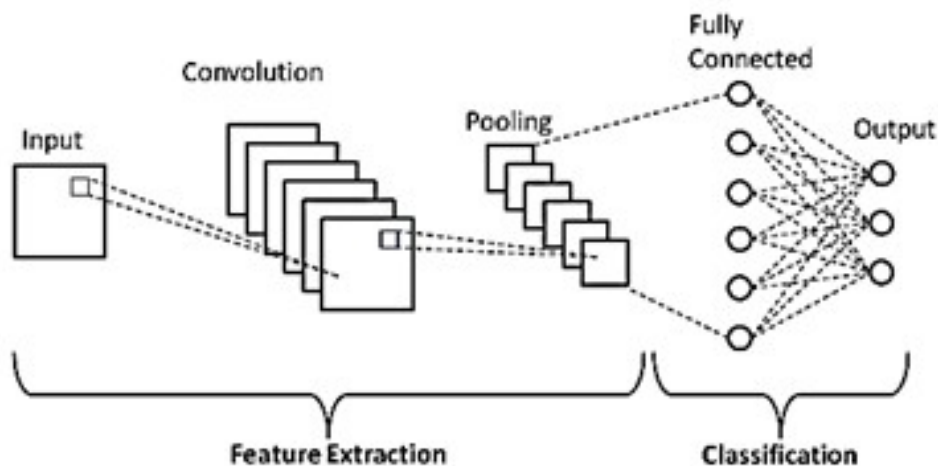 Fully
Connected
Convolution
Pooling
Output
Input
Feature Extraction
Classification